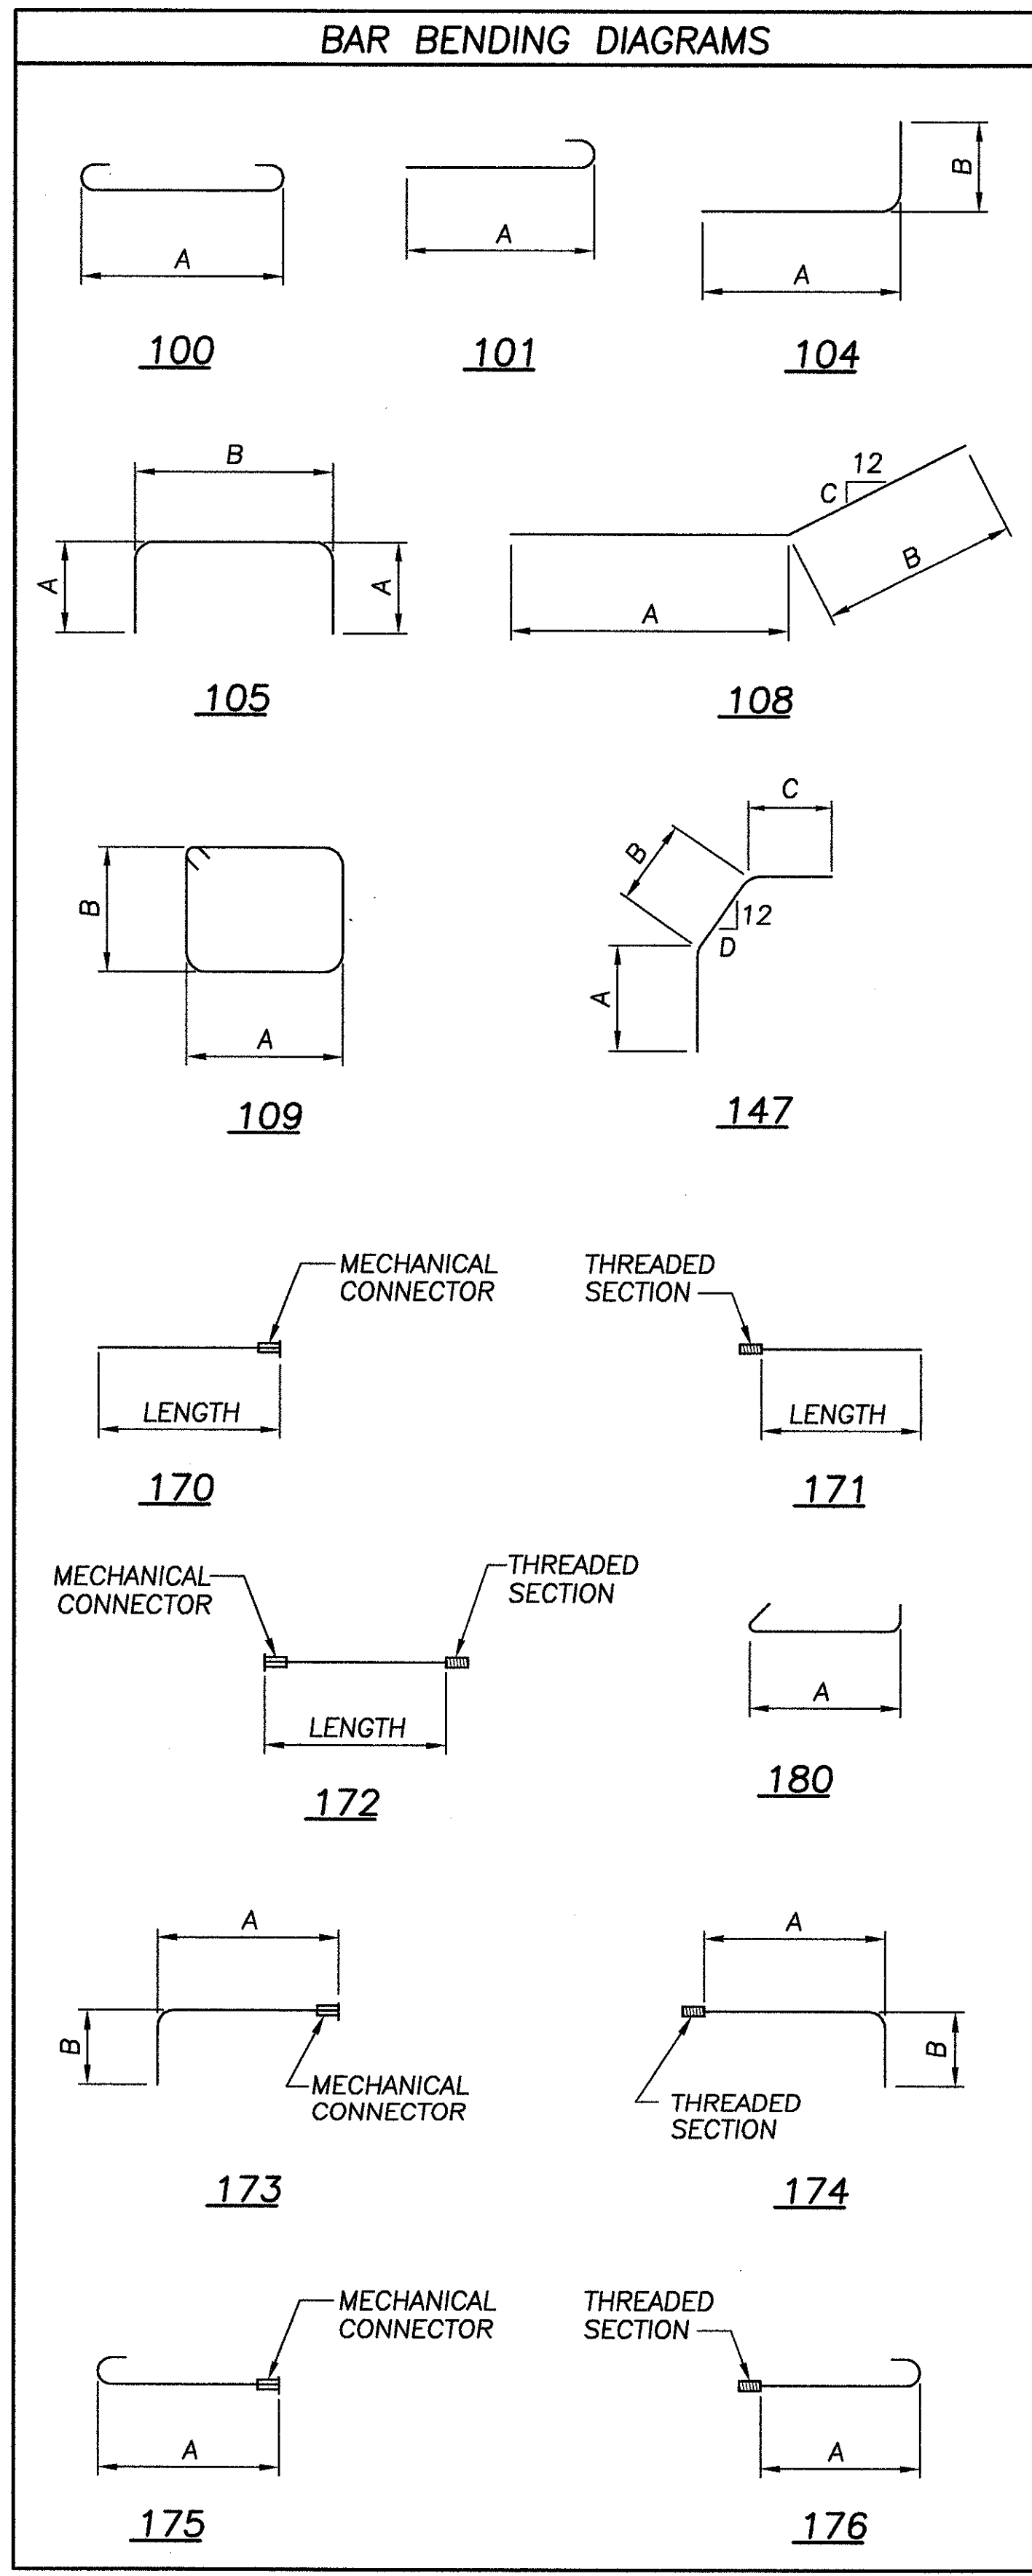 BAR BENDING DIAGRAMS
A
100
A
101
B
A
104
B
A
A
105
12
C
B
A
108
B
A
109
C
B
12
D
A
147
MECHANICAL
CONNECTOR
LENGTH
170
THREADED
SECTION
LENGTH
171
MECHANICAL
CONNECTOR
THREADED
SECTION
LENGTH
172
A
180
A
B
MECHANICAL
CONNECTOR
173
A
B
THREADED
SECTION
174
MECHANICAL
CONNECTOR
A
175
THREADED
SECTION
A
176